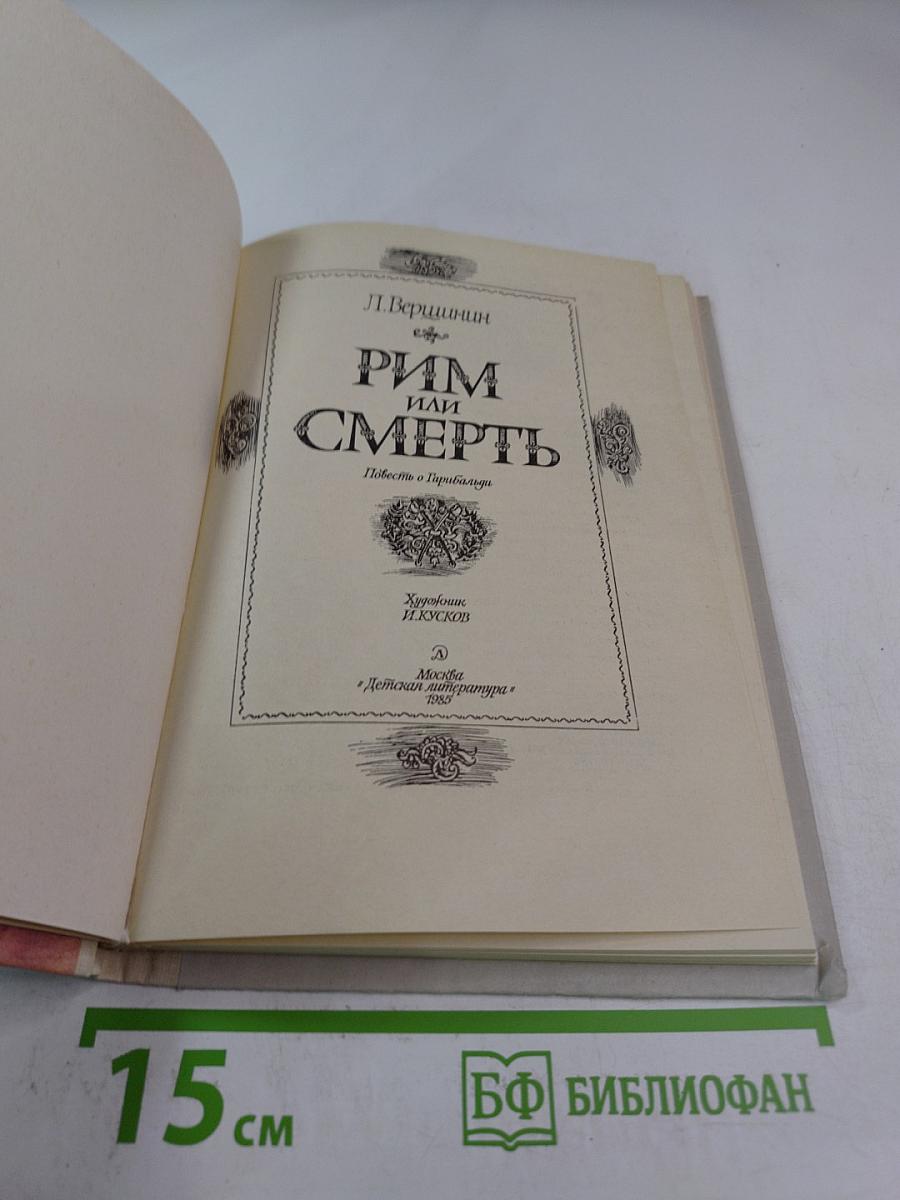 Л. Вершинин
РИМ
ИЛИ
СМЕРТЬ
Повесть о Гарибальди
Художник
И. КУСКОВ
Москва
"Детская литература"
1985
15 см
БФ БИБЛИОФАН